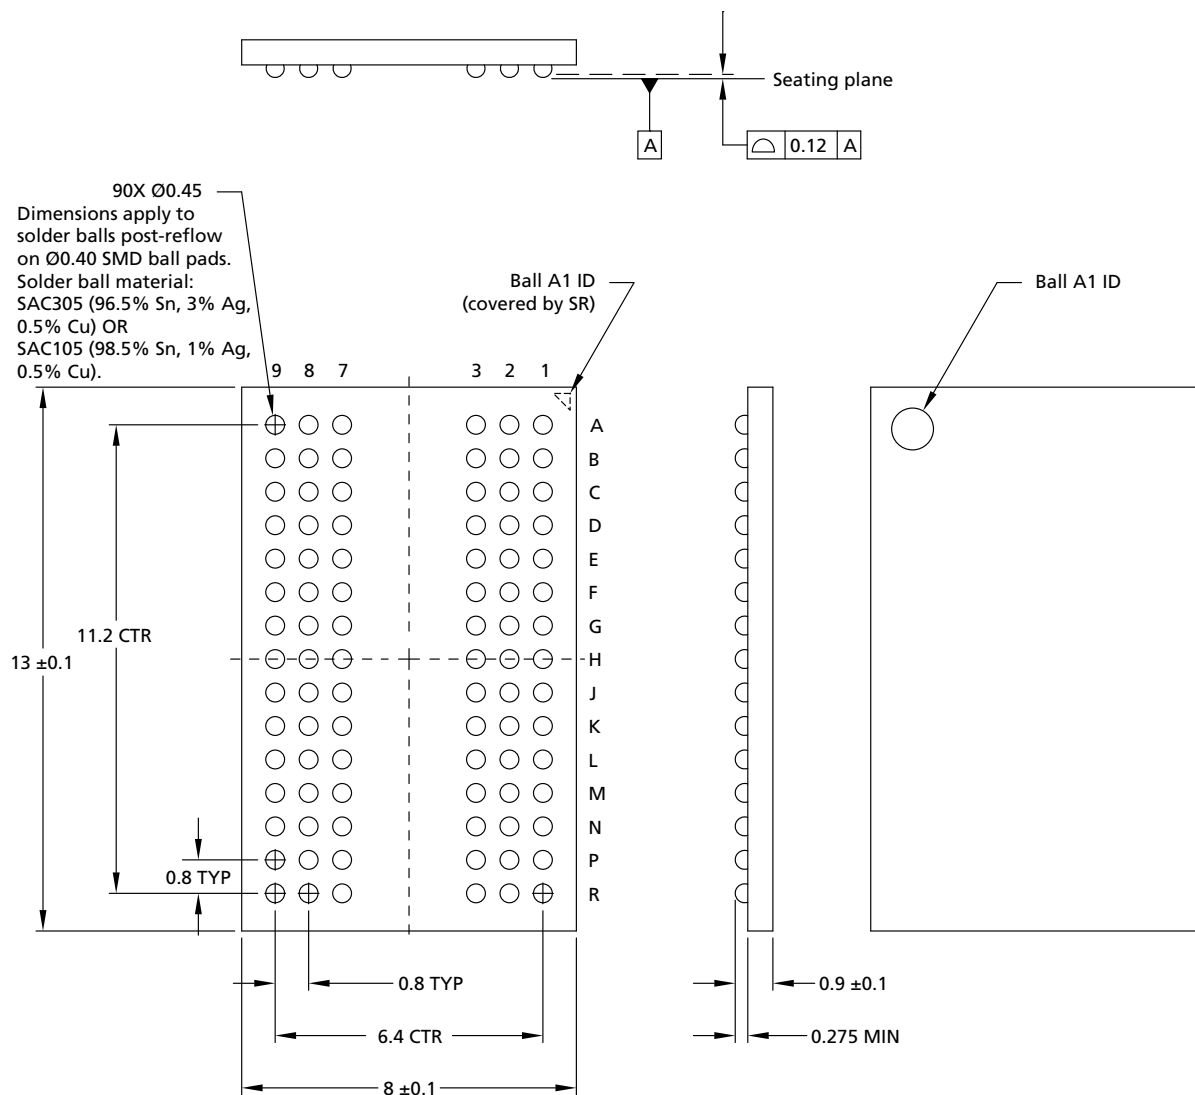 Seating plane
A
0.12 A
90X Ø0.45
Dimensions apply to
solder balls post-reflow
on Ø0.40 SMD ball pads.
Solder ball material:
SAC305 (96.5% Sn, 3% Ag,
0.5% Cu) OR
SAC105 (98.5% Sn, 1% Ag,
0.5% Cu).
Ball A1 ID
(covered by SR)
Ball A1 ID
9 8 7 3 2 1
A
B
C
D
E
F
G
H
J
K
L
M
N
P
R
11.2 CTR
13 ±0.1
0.8 TYP
0.8 TYP
0.9 ±0.1
6.4 CTR
0.275 MIN
8 ±0.1